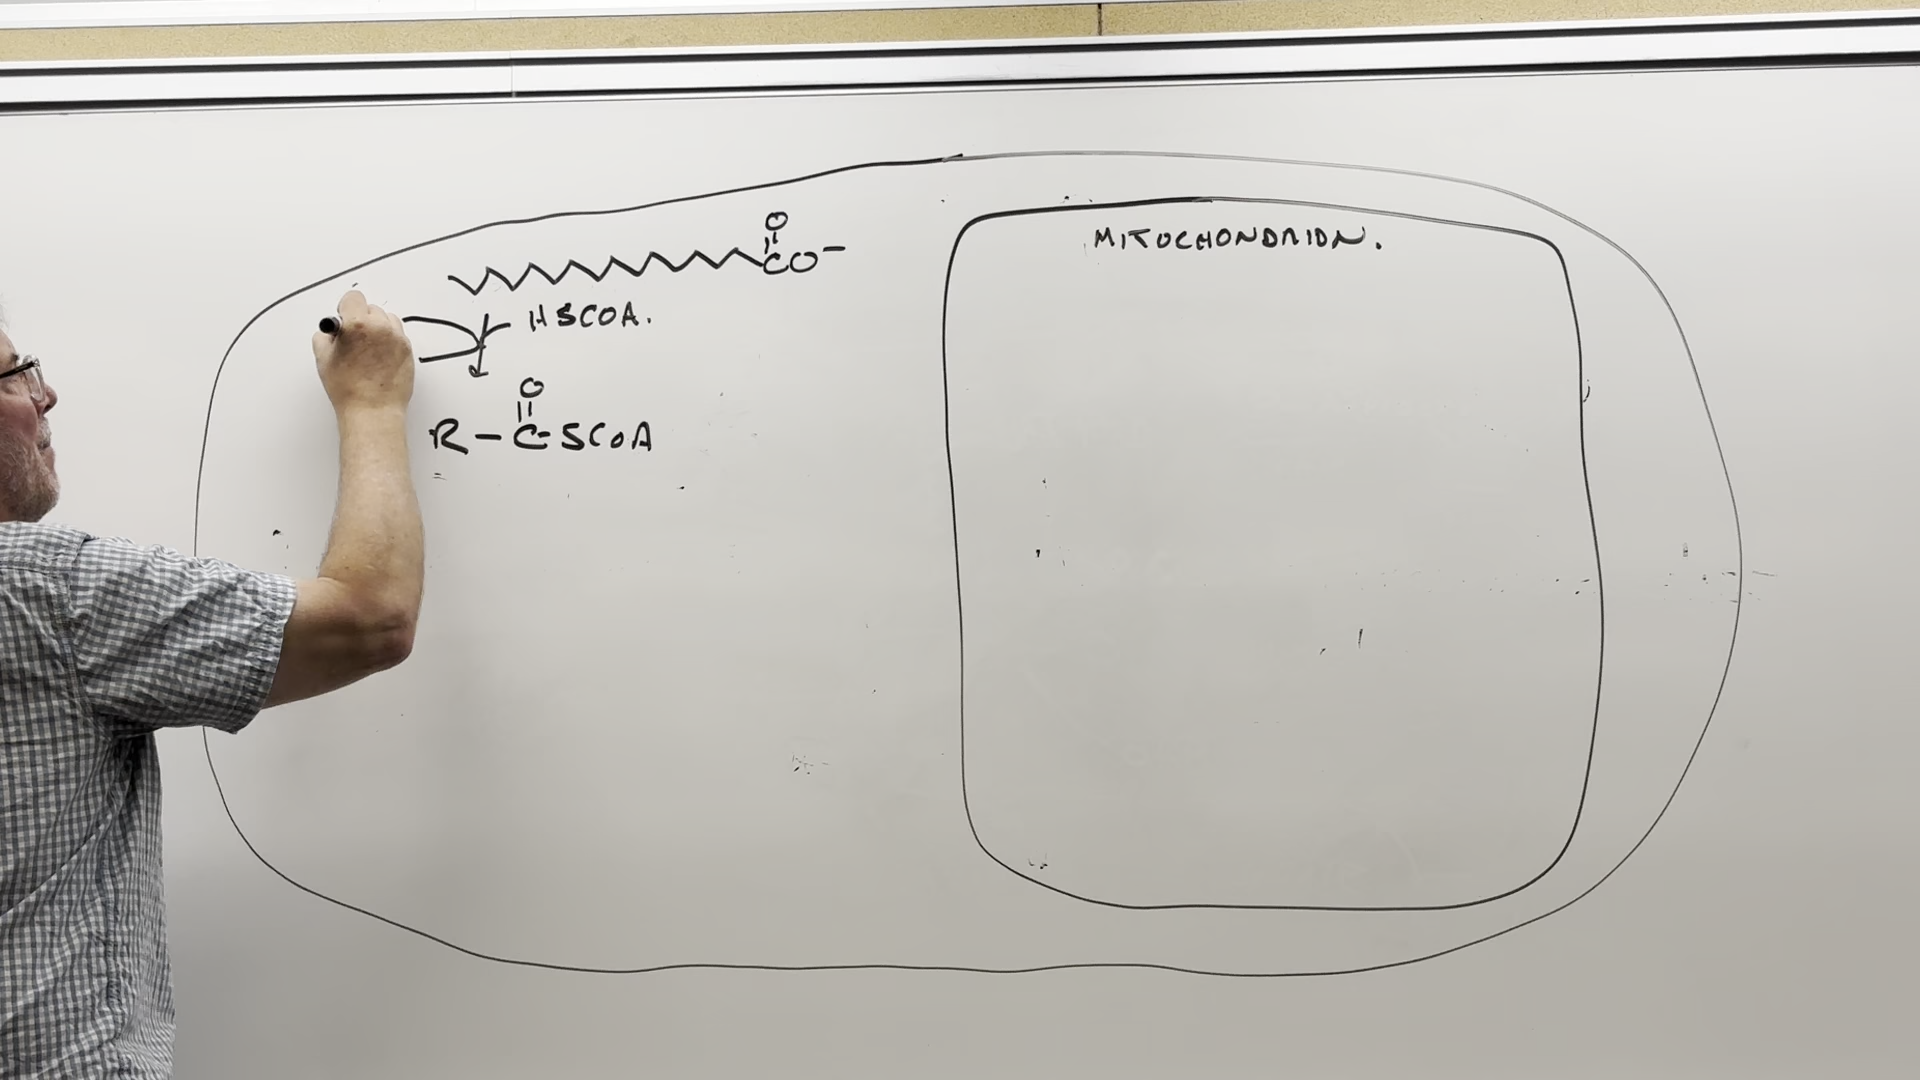 MITOCHONDRION.
O
||
CO–
HSCOA.
O
||
R–C-SCOA